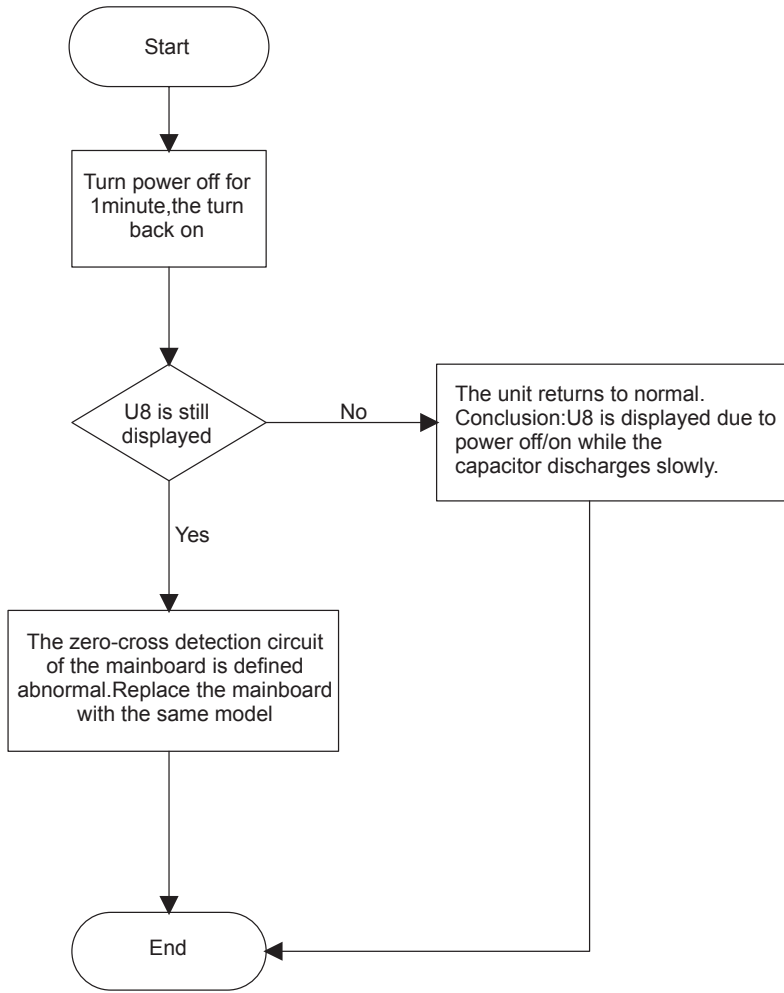 Start
Turn power off for
1minute,the turn
back on
U8 is still
displayed
No
The unit returns to normal.
Conclusion:U8 is displayed due to
power off/on while the
capacitor discharges slowly.
Yes
The zero-cross detection circuit
of the mainboard is defined
abnormal.Replace the mainboard
with the same model
End